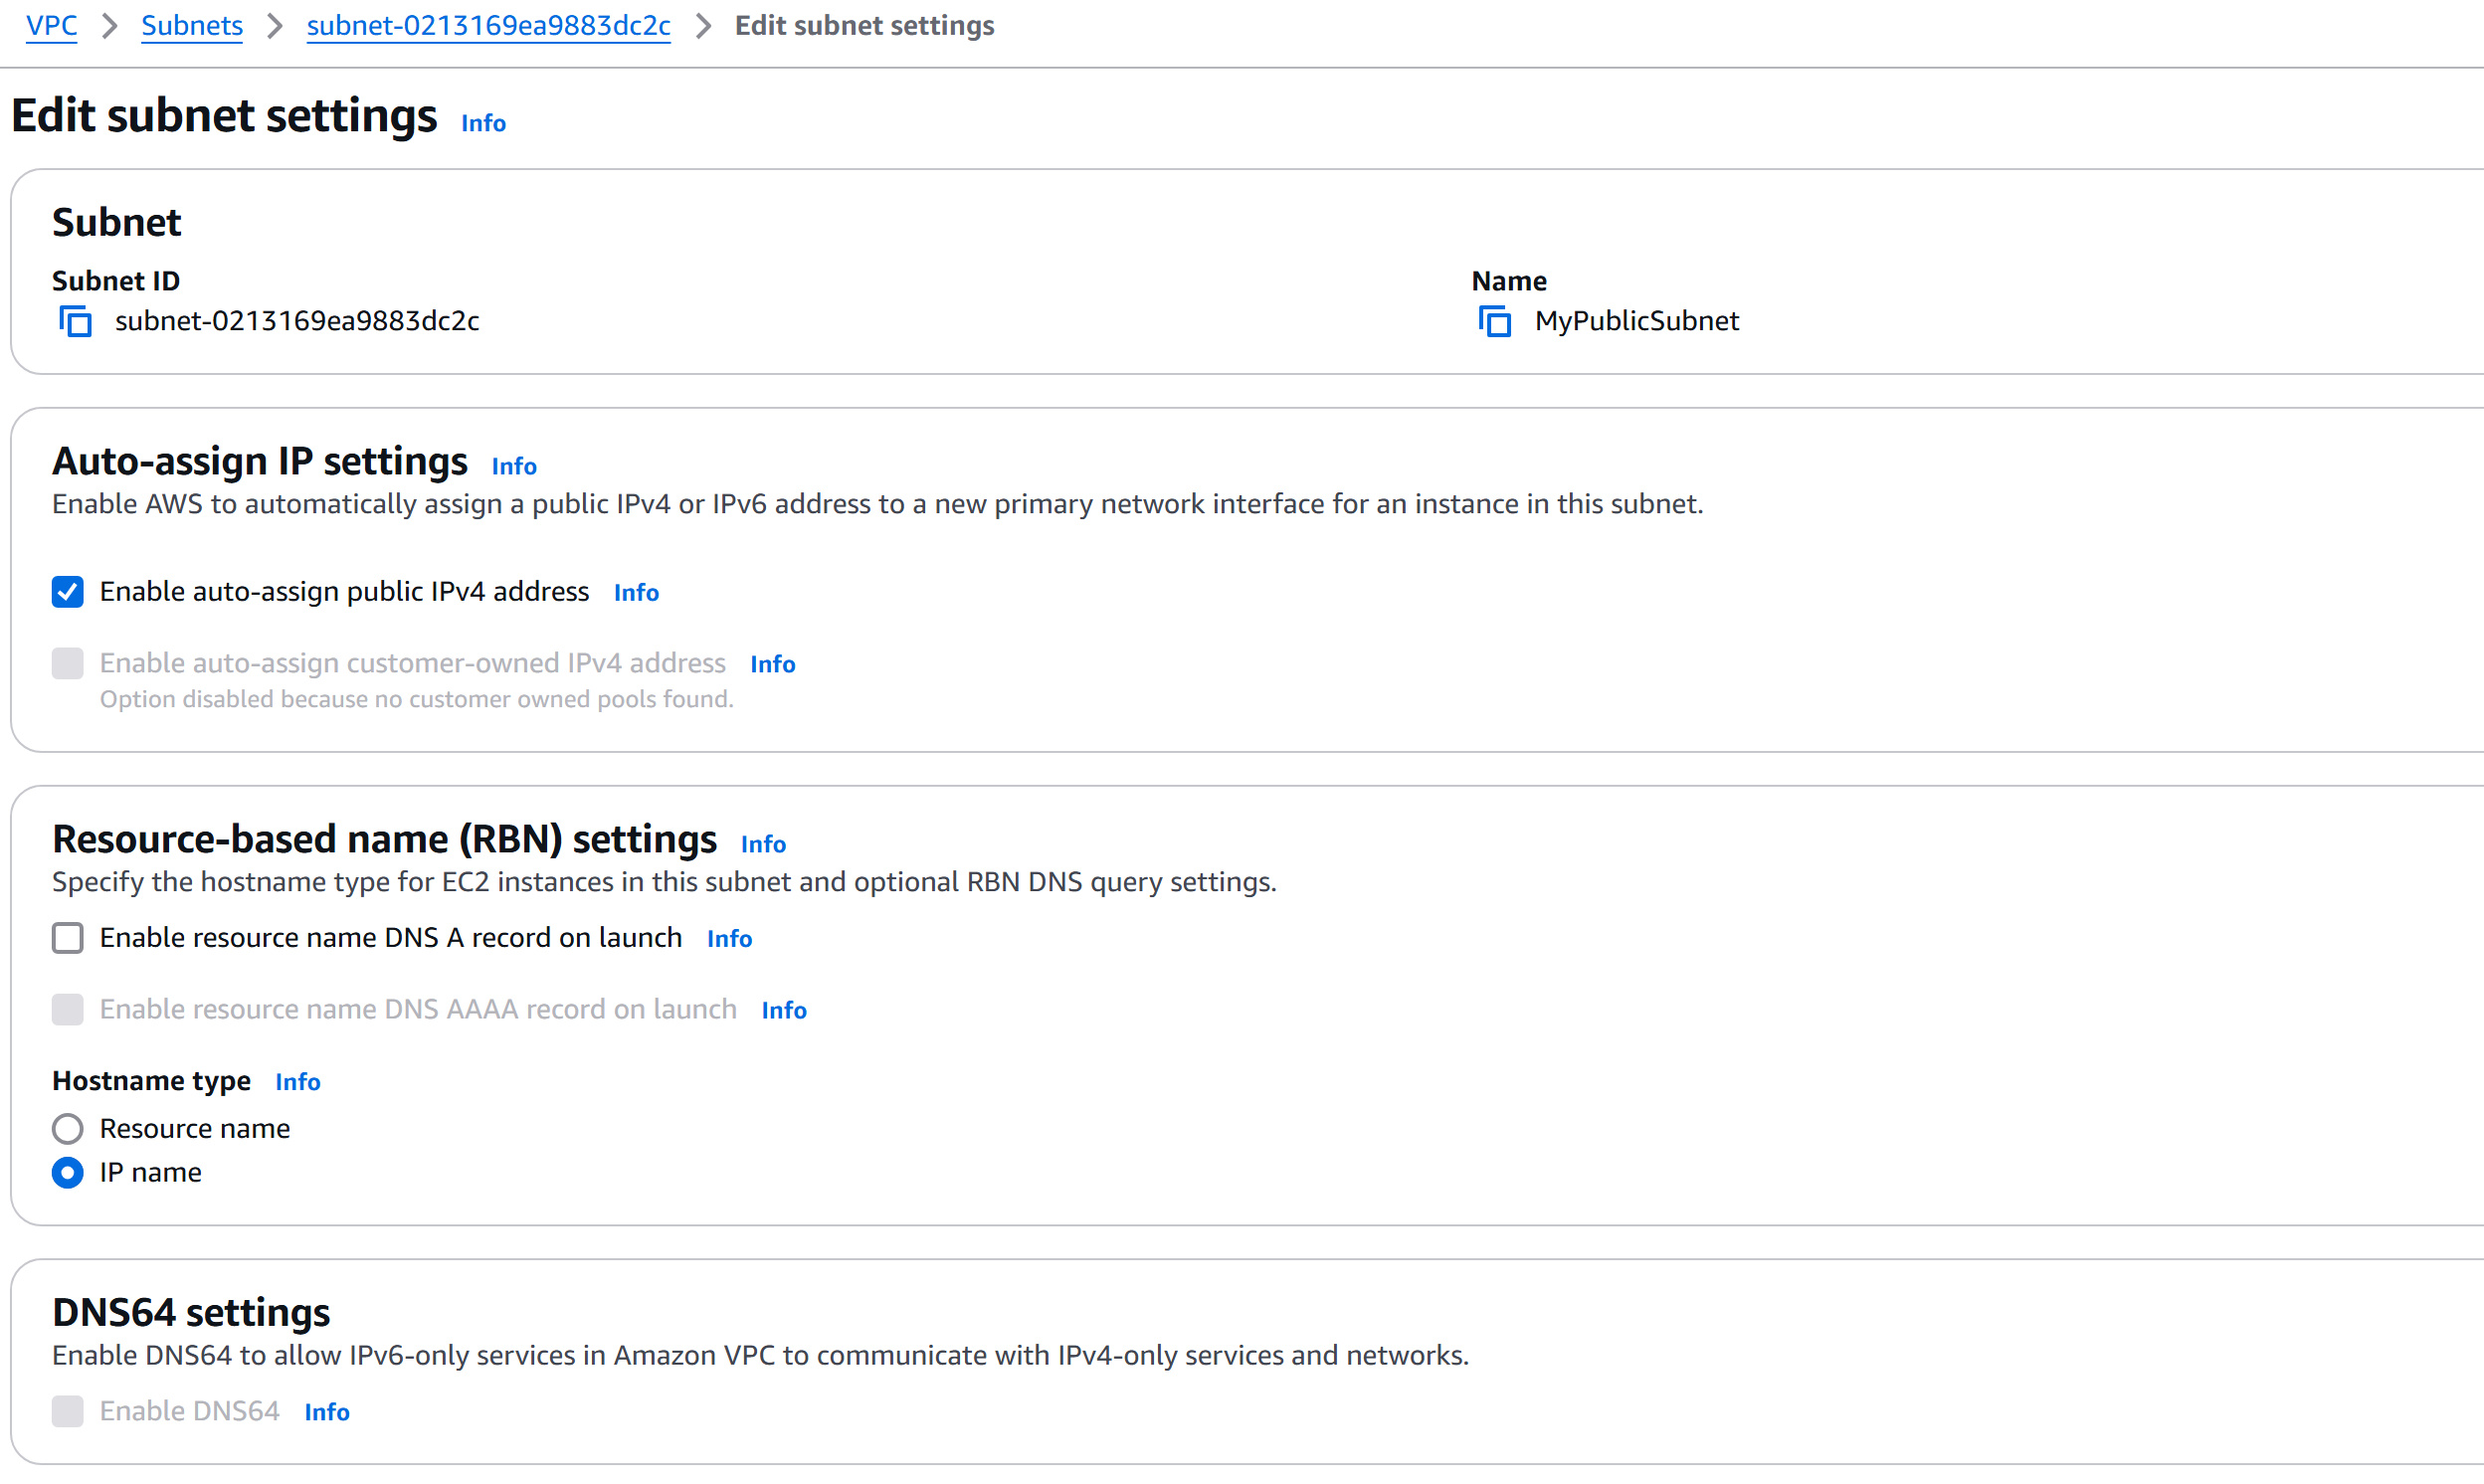 VPC > Subnets > subnet-0213169ea9883dc2c > Edit subnet settings
Edit subnet settings Info
Subnet
Subnet ID Name
subnet-0213169ea9883dc2c MyPublicSubnet
Auto-assign IP settings Info
Enable AWS to automatically assign a public IPv4 or IPv6 address to a new primary network interface for an instance in this subnet.
Enable auto-assign public IPv4 address Info
Enable auto-assign customer-owned IPv4 address Info
Option disabled because no customer owned pools found.
Resource-based name (RBN) settings Info
Specify the hostname type for EC2 instances in this subnet and optional RBN DNS query settings.
Enable resource name DNS A record on launch Info
Enable resource name DNS AAAA record on launch Info
Hostname type Info
Resource name
IP name
DNS64 settings
Enable DNS64 to allow IPv6-only services in Amazon VPC to communicate with IPv4-only services and networks.
Enable DNS64 Info